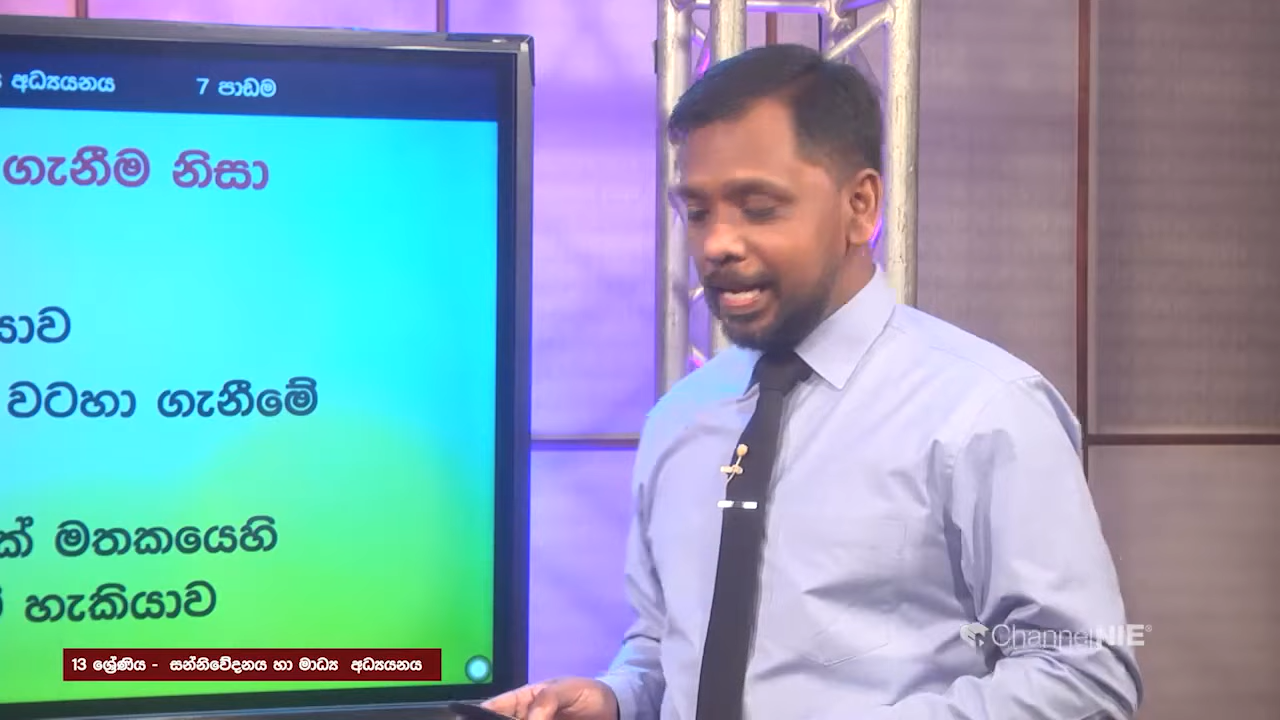 අධ්‍යයනය 7 පාඩම
ගැනීම නිසා
වටහා ගැනීමේ
මතකයෙහි
හැකියාව
13 ශ්‍රේණිය - සන්නිවේදනය හා මාධ්‍ය අධ්‍යයනය
ChannelNIE